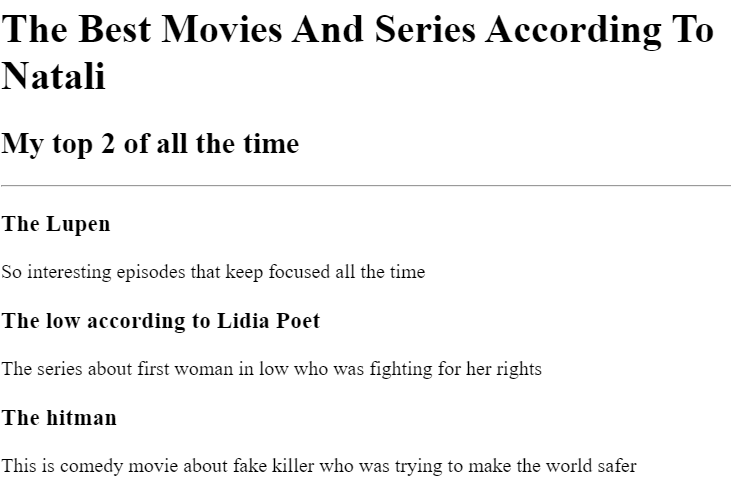 The Best Movies And Series According To
Natali
My top 2 of all the time
The Lupen
So interesting episodes that keep focused all the time
The low according to Lidia Poet
The series about first woman in low who was fighting for her rights
The hitman
This is comedy movie about fake killer who was trying to make the world safer